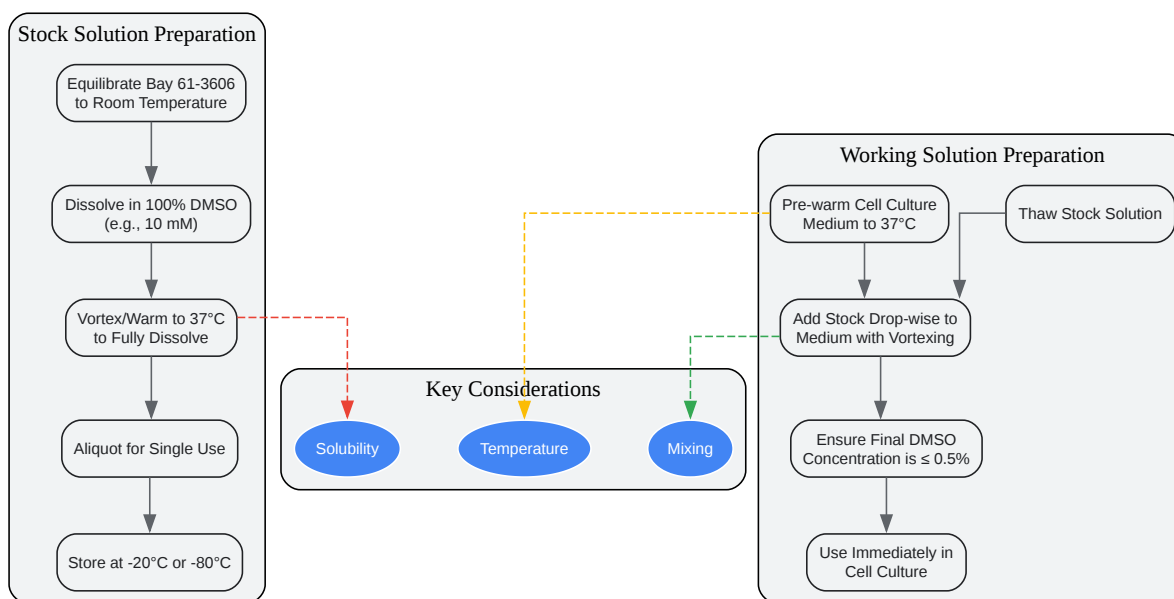 Stock Solution Preparation
Equilibrate Bay 61-3606
to Room Temperature
Dissolve in 100% DMSO
(e.g., 10 mM)
Vortex/Warm to 37°C
to Fully Dissolve
Aliquot for Single Use
Store at -20°C or -80°C
Key Considerations
Solubility
Temperature
Mixing
Working Solution Preparation
Pre-warm Cell Culture
Medium to 37°C
Thaw Stock Solution
Add Stock Drop-wise to
Medium with Vortexing
Ensure Final DMSO
Concentration is ≤ 0.5%
Use Immediately in
Cell Culture